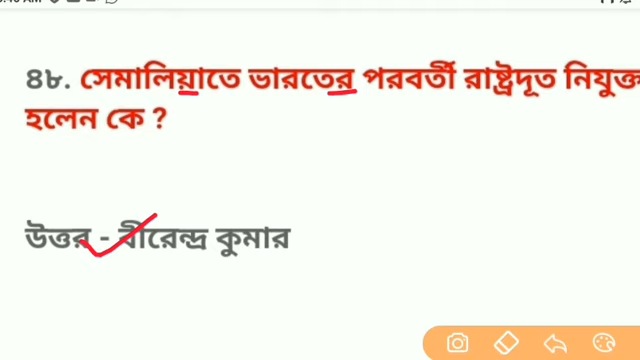 ৪৮. সেমালিয়াতে ভারতের পরবর্তী রাষ্ট্রদূত নিযুক্ত
হলেন কে ?
উত্তর - বীরেন্দ্র কুমার